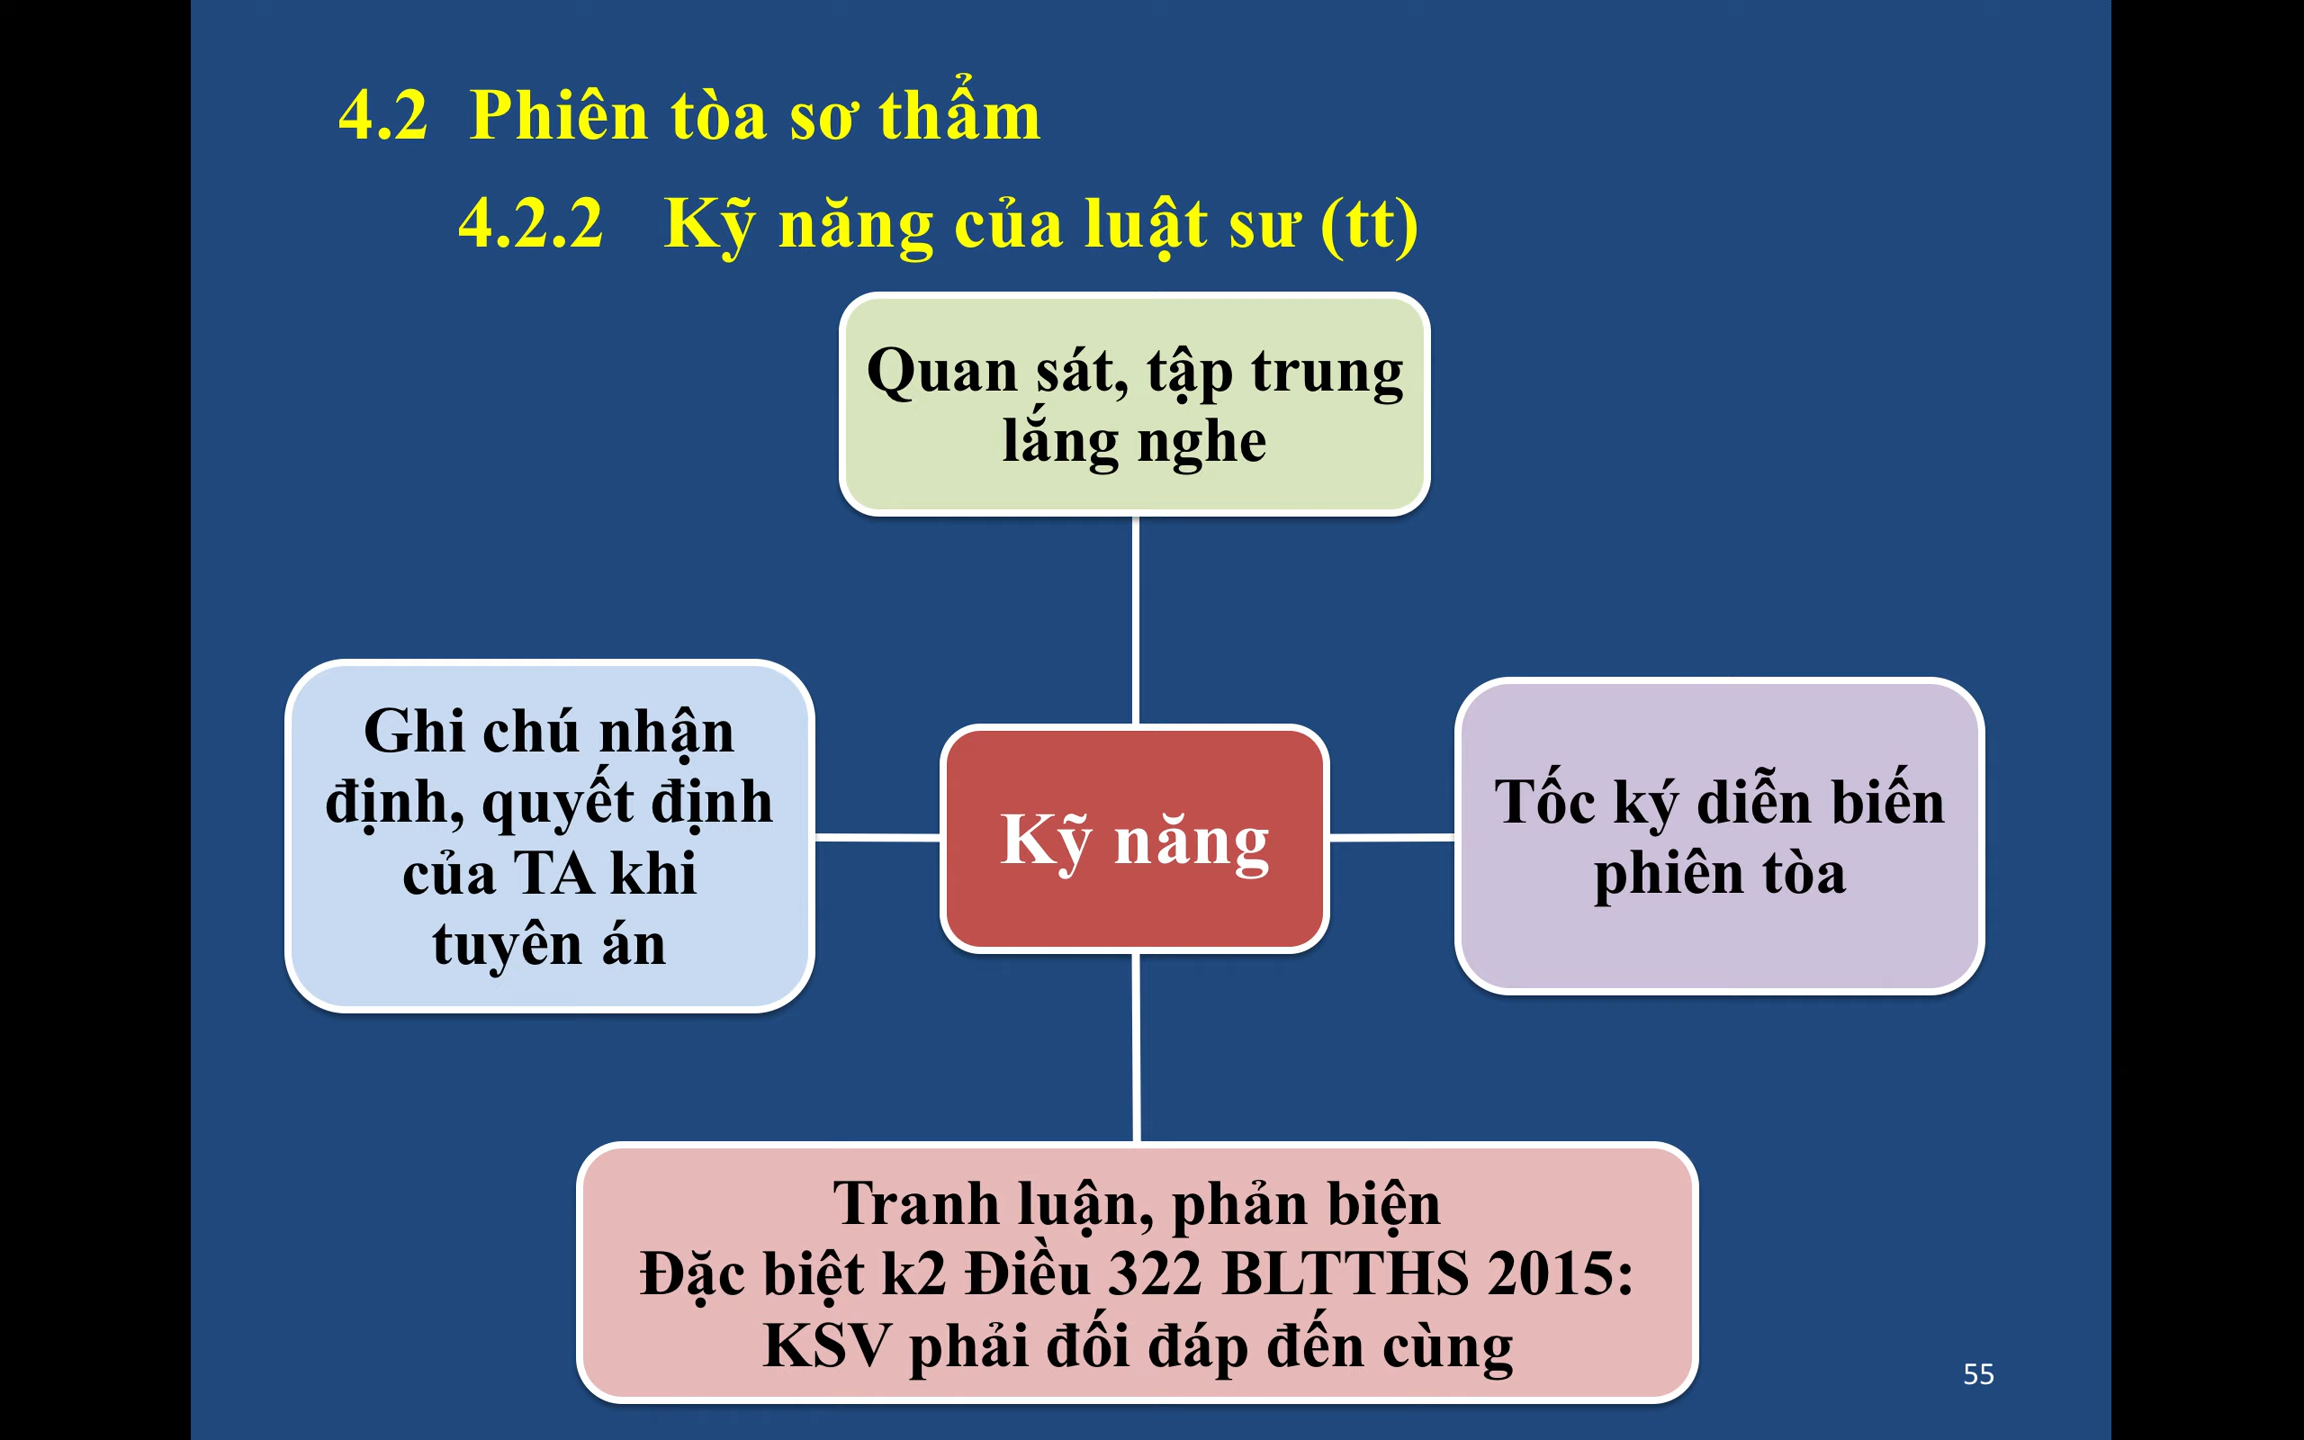 4.2 Phiên tòa sơ thẩm
4.2.2 Kỹ năng của luật sư (tt)
Quan sát, tập trung
lắng nghe
Ghi chú nhận
định, quyết định
của TA khi
tuyên án
Kỹ năng
Tốc ký diễn biến
phiên tòa
Tranh luận, phản biện
Đặc biệt k2 Điều 322 BLTTHS 2015:
KSV phải đối đáp đến cùng
55